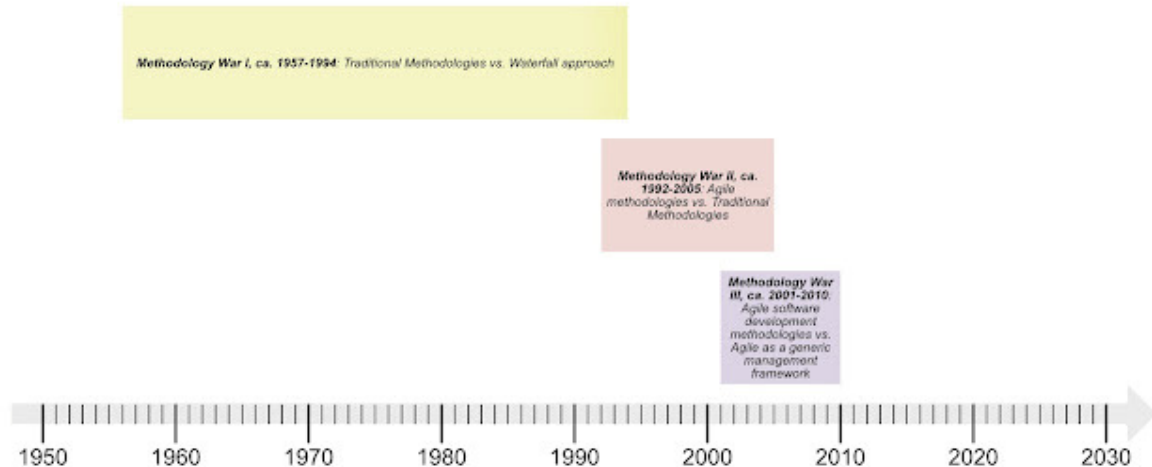 Methodology War I, ca. 1957-1994: Traditional Methodologies vs. Waterfall approach
Methodology War II, ca.
1992-2005: Agile
methodologies vs. Traditional
Methodologies
Methodology War
III, ca. 2001-2010:
Agile software
development
methodologies vs.
Agile as a generic
management
framework
1950 1960 1970 1980 1990 2000 2010 2020 2030